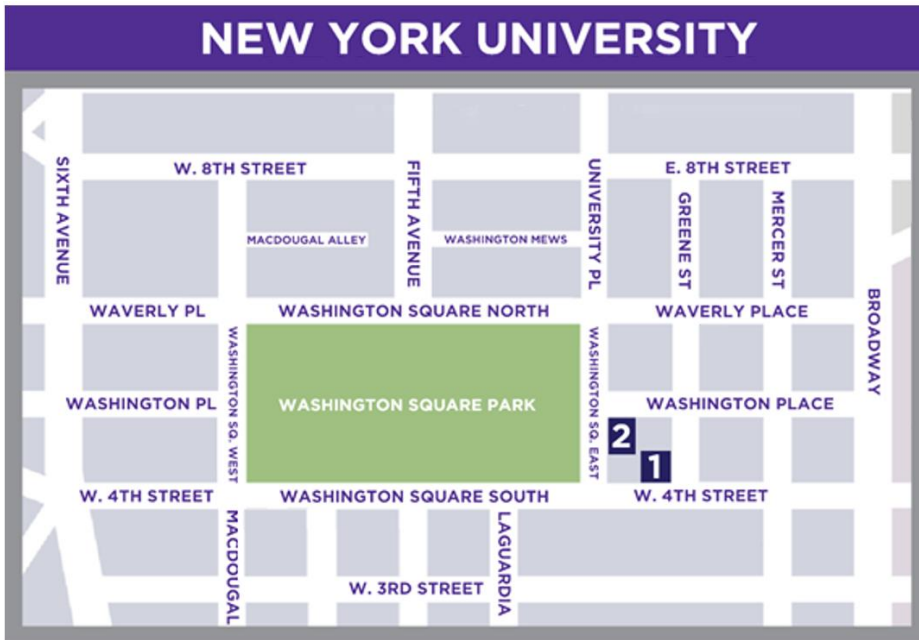 NEW YORK UNIVERSITY
W. 8TH STREET
E. 8TH STREET
SIXTH AVENUE
FIFTH AVENUE
UNIVERSITY PL
GREENE ST
MERCER ST
MACDOUGAL ALLEY
WASHINGTON MEWS
BROADWAY
WAVERLY PL
WASHINGTON SQUARE NORTH
WAVERLY PLACE
WASHINGTON SQ. WEST
WASHINGTON SQ. EAST
WASHINGTON PL
WASHINGTON SQUARE PARK
WASHINGTON PLACE
2
1
W. 4TH STREET
WASHINGTON SQUARE SOUTH
W. 4TH STREET
MACDOUGAL
LAGUARDIA
W. 3RD STREET